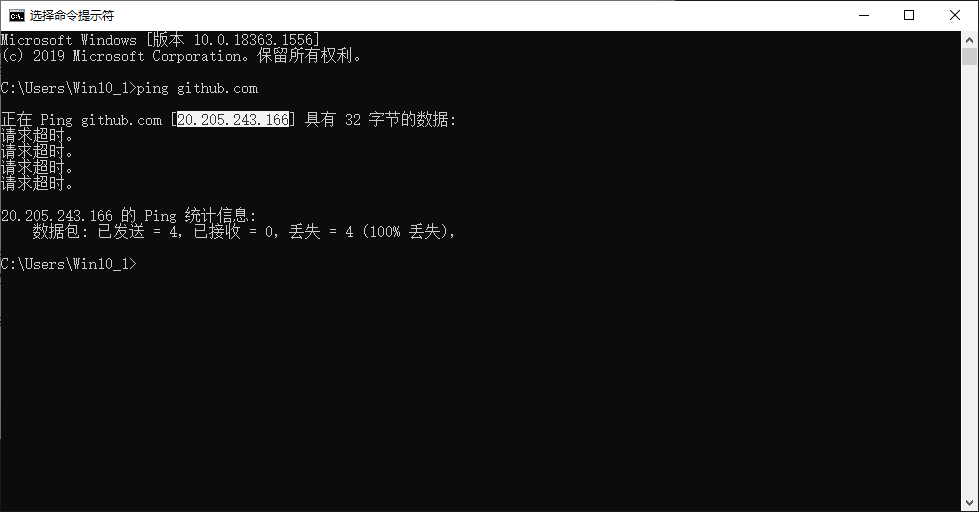 选择命令提示符
Microsoft Windows [版本 10.0.18363.1556]
(c) 2019 Microsoft Corporation。保留所有权利。
C:\Users\Win10_1>ping github.com
正在 Ping github.com [20.205.243.166] 具有 32 字节的数据:
请求超时。
请求超时。
请求超时。
请求超时。
20.205.243.166 的 Ping 统计信息:
数据包: 已发送 = 4，已接收 = 0，丢失 = 4 (100% 丢失)，
C:\Users\Win10_1>